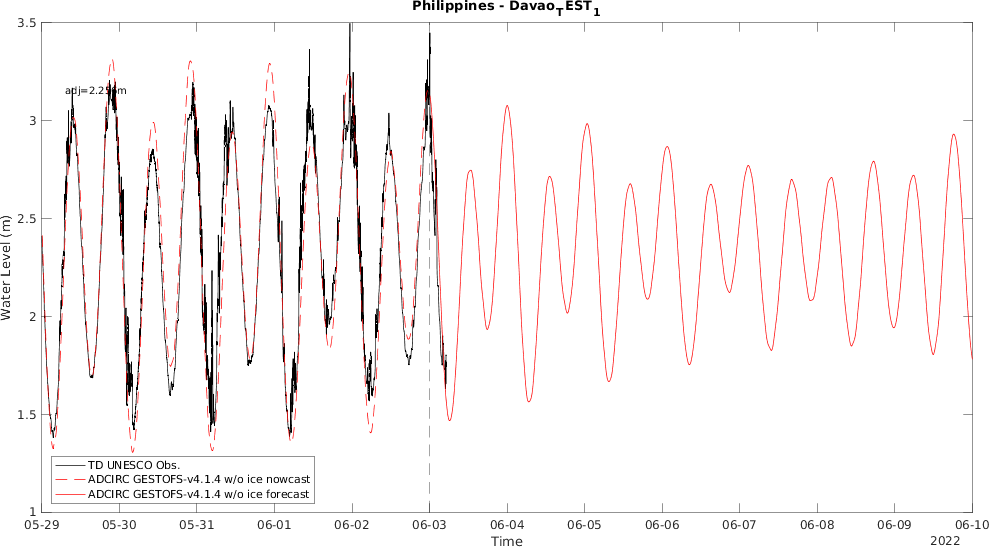 Philippines - Davao_TEST_1
3.5
adj=2.256m
3
2.5
Water Level (m)
2
1.5
TD UNESCO Obs.
ADCIRC GESTOFS-v4.1.4 w/o ice nowcast
ADCIRC GESTOFS-v4.1.4 w/o ice forecast
1
05-29 05-30 05-31 06-01 06-02 06-03 06-04 06-05 06-06 06-07 06-08 06-09 06-10
Time
2022